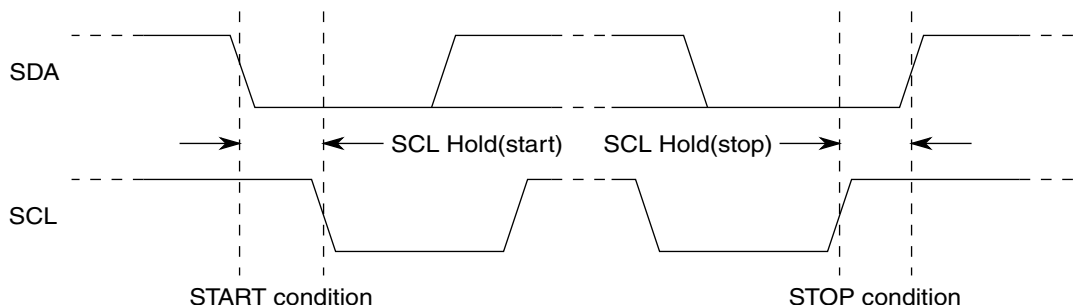 SDA
SCL Hold(start)
SCL Hold(stop)
SCL
START condition
STOP condition